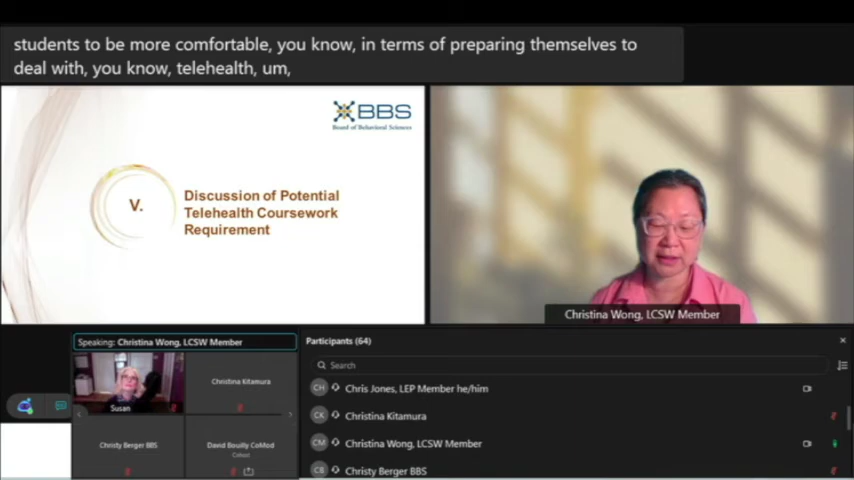 students to be more comfortable, you know, in terms of preparing themselves to
deal with, you know, telehealth, um,
BBS
Board of Behavioral Sciences
V.
Discussion of Potential
Telehealth Coursework
Requirement
Christina Wong, LCSW Member
Speaking: Christina Wong, LCSW Member
Susan
Christina Kitamura
Christy Berger BBS
David Bouilly CoMod
Cohost
Participants (64)
Search
CH
Chris Jones, LEP Member he/him
CK
Christina Kitamura
CM
Christina Wong, LCSW Member
CB
Christy Berger BBS